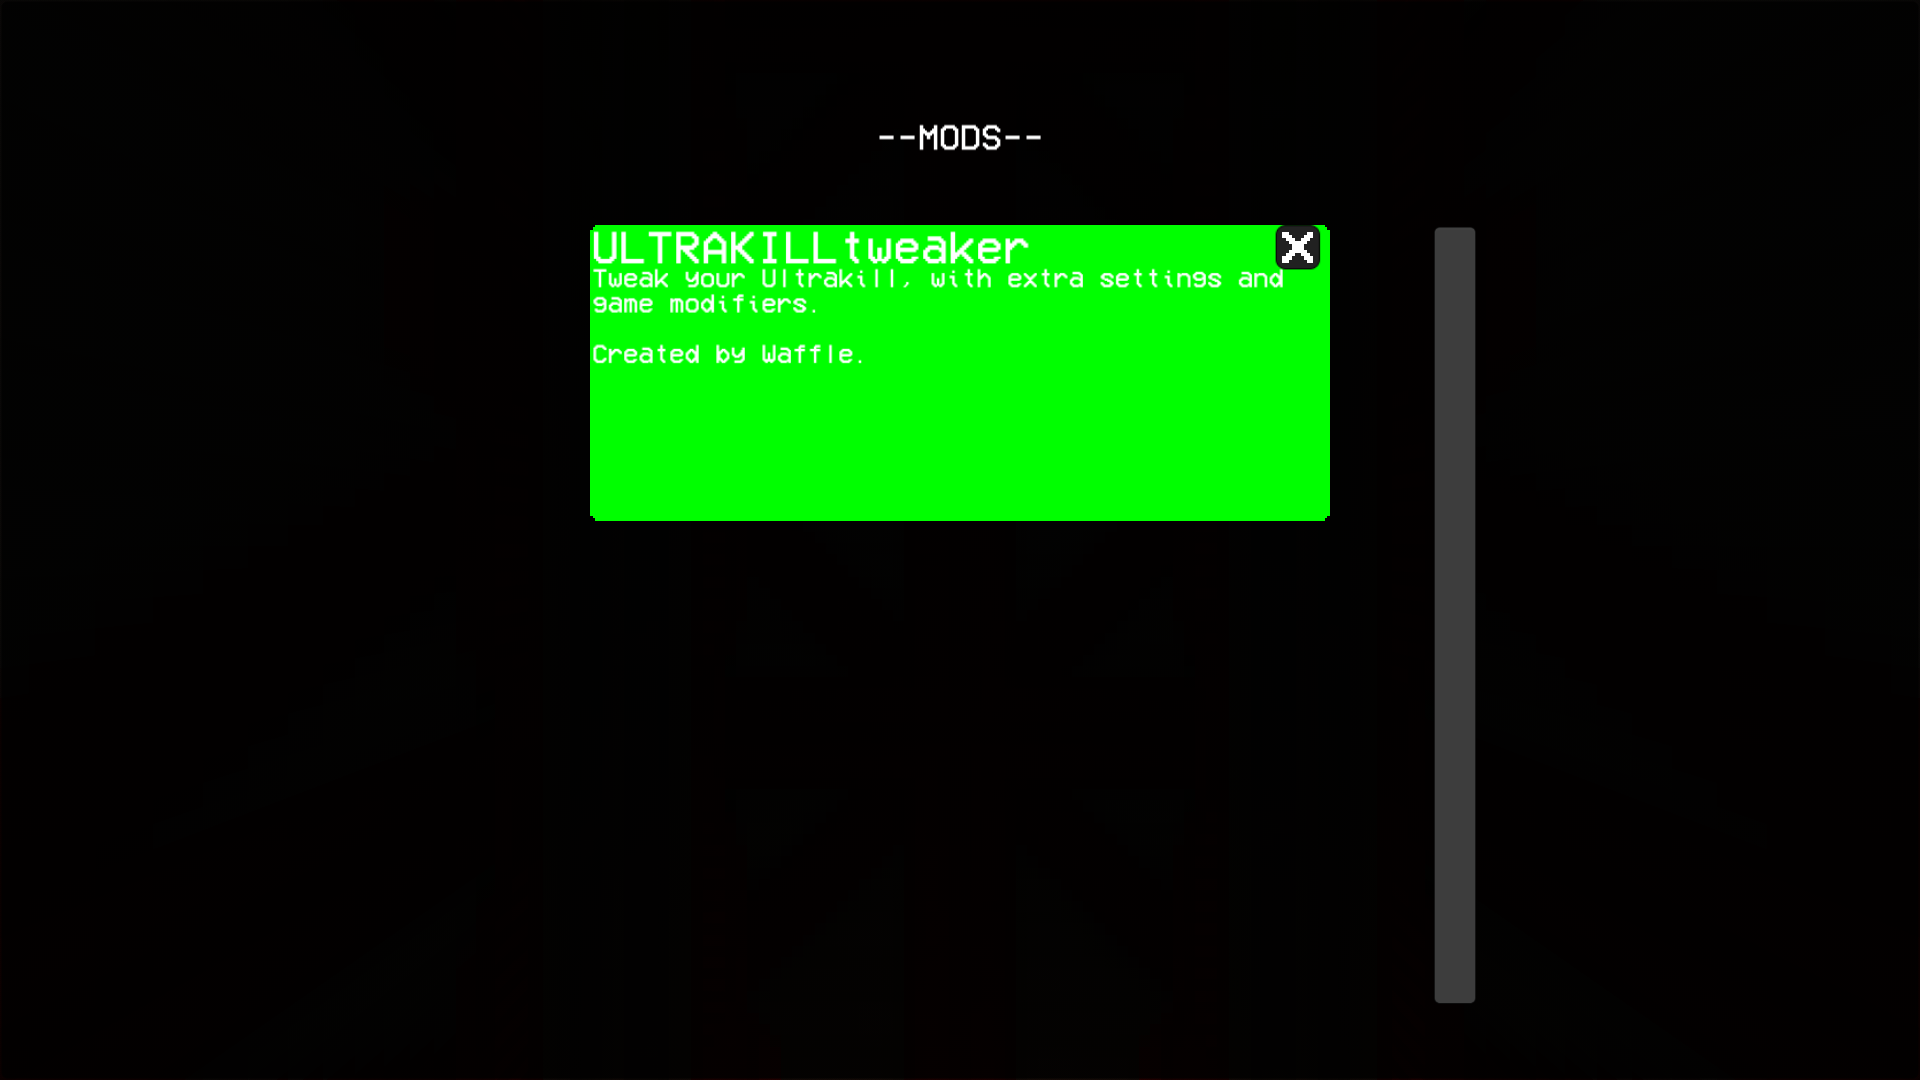 --MODS--
ULTRAKILLtweaker
Tweak your Ultrakill, with extra settings and
game modifiers.
Created by Waffle.